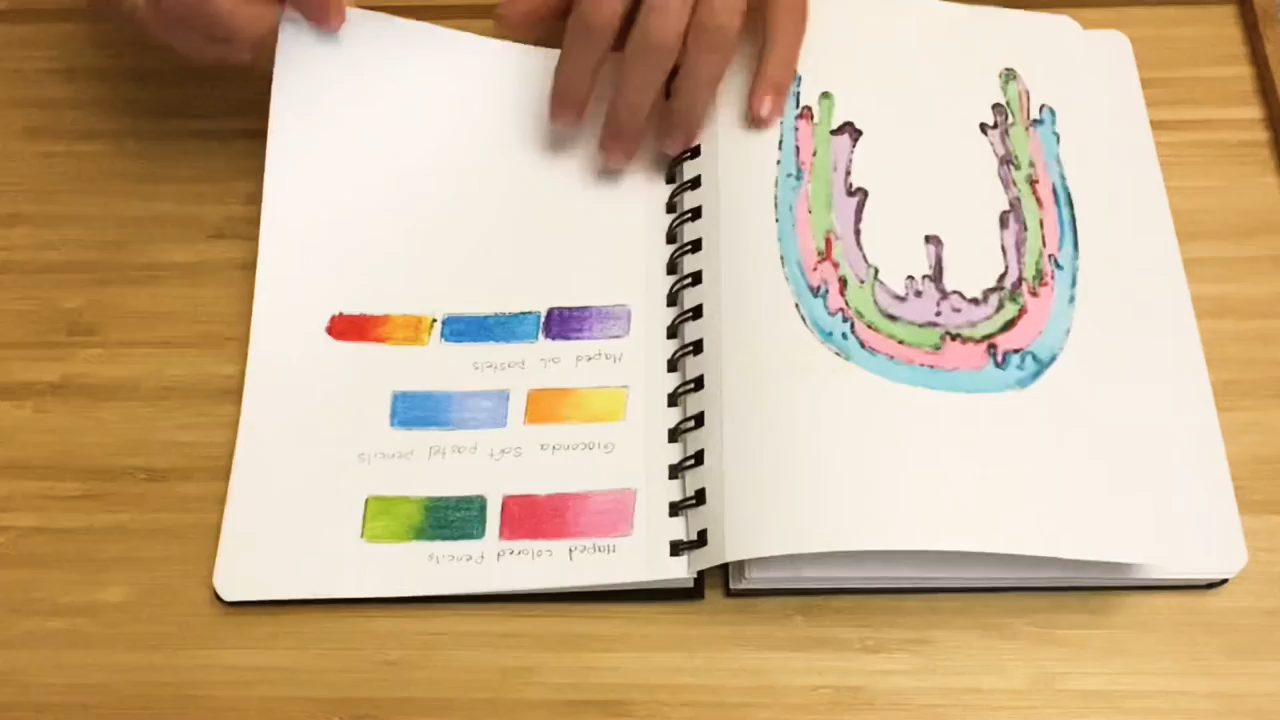 Maped colored pencils
Gioconda Soft pastel pencils
Maped oil pastels